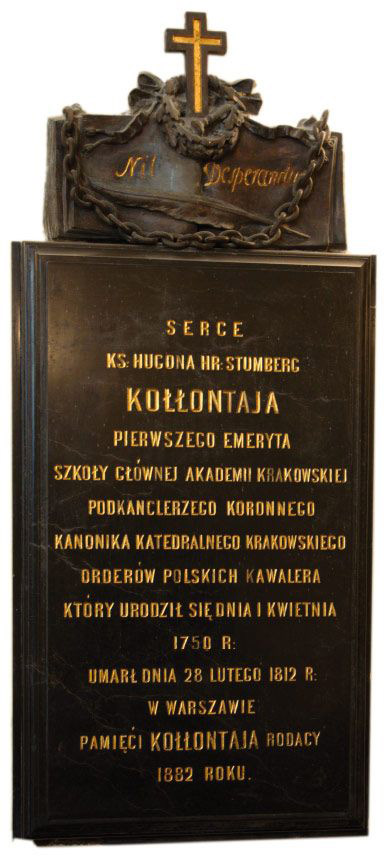 Nil Desperandum
SERCE
KS: HUGONA HR: STUMBERG
KOŁŁONTAJA
PIERWSZEGO EMERYTA
SZKOŁY GŁÓWNEJ AKADEMII KRAKOWSKIEJ
PODKANCLERZEGO KORONNEGO
KANONIKA KATEDRALNEGO KRAKOWSKIEGO
ORDERÓW POLSKICH KAWALERA
KTÓRY URODZIŁ SIĘ DNIA I KWIETNIA
1750 R:
UMARŁ DNIA 28 LUTEGO 1812 R:
W WARSZAWIE
PAMIĘCI KOŁŁONTAJA RODACY
1882 ROKU.